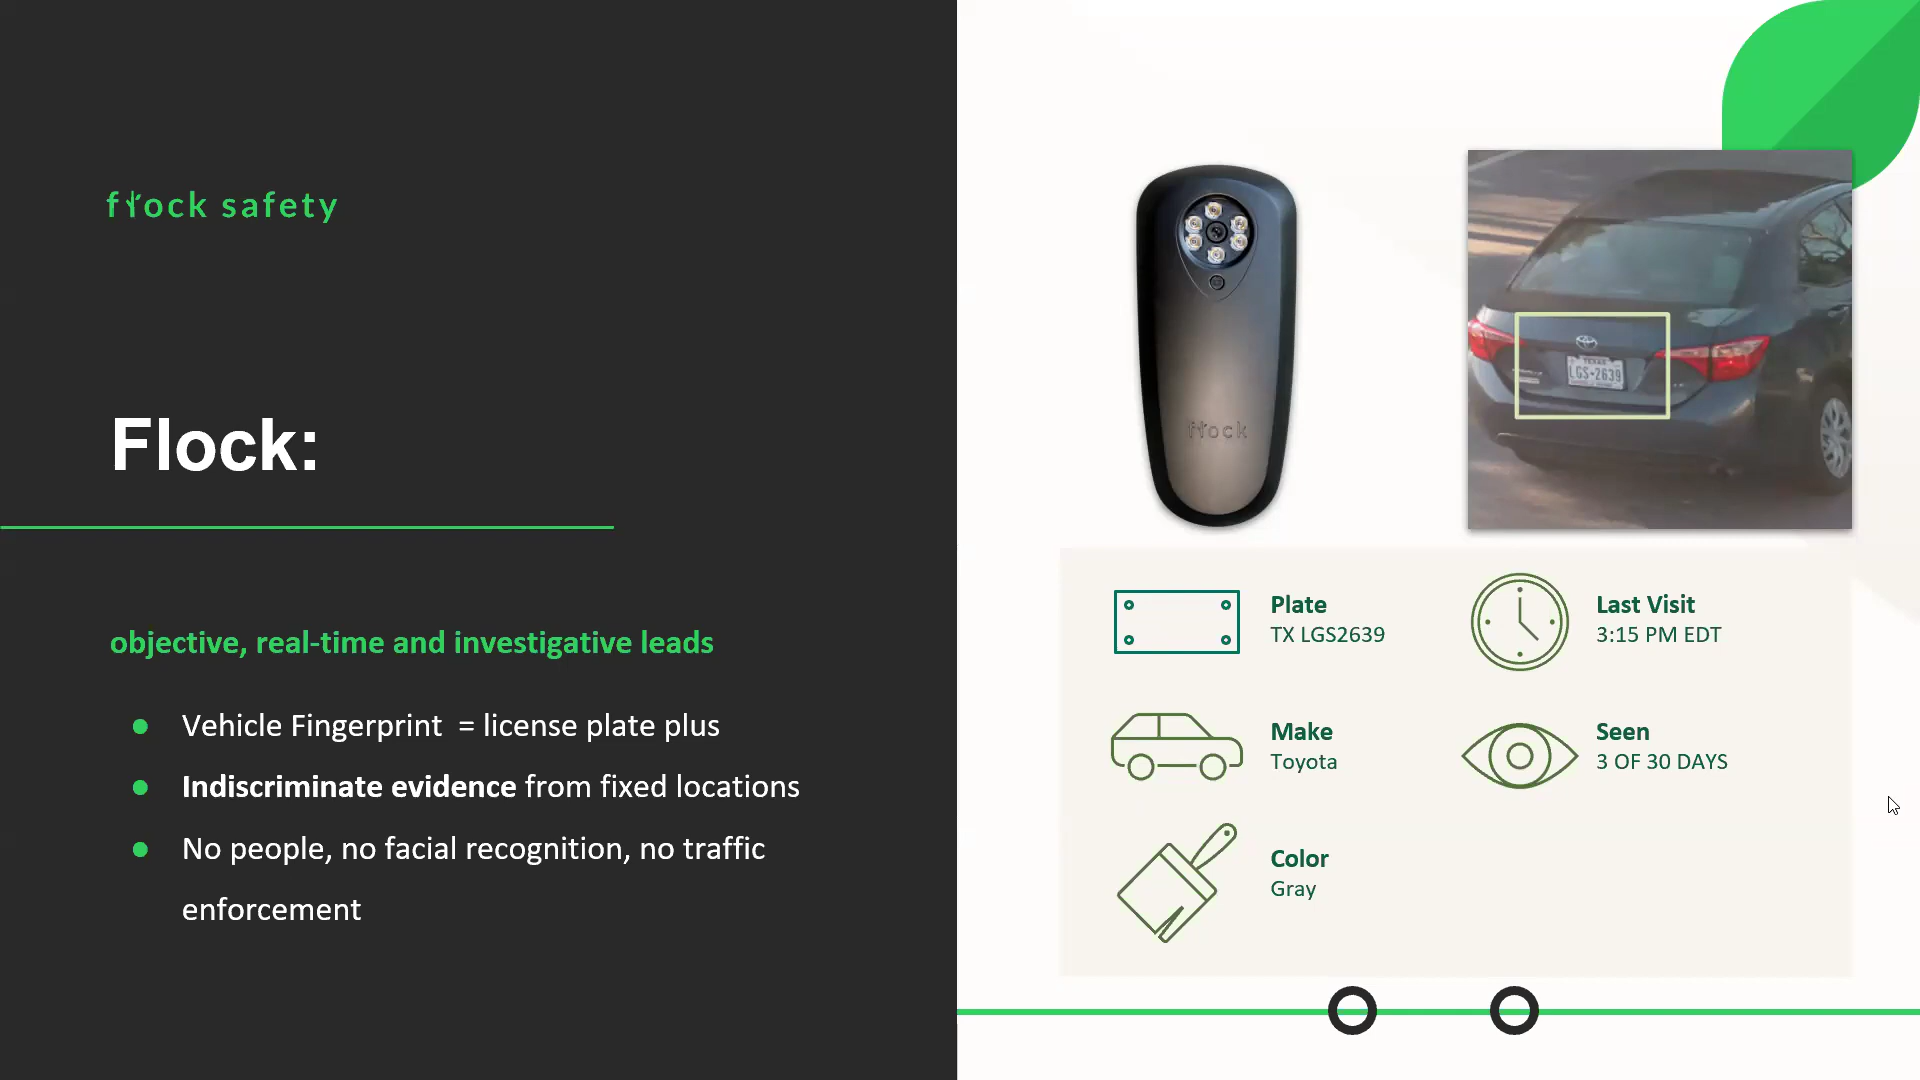 flock safety
Flock:
objective, real-time and investigative leads
● Vehicle Fingerprint = license plate plus
● Indiscriminate evidence from fixed locations
● No people, no facial recognition, no traffic
enforcement
flock
TEXAS
LGS•2639
Plate
TX LGS2639
Last Visit
3:15 PM EDT
Make
Toyota
Seen
3 OF 30 DAYS
Color
Gray